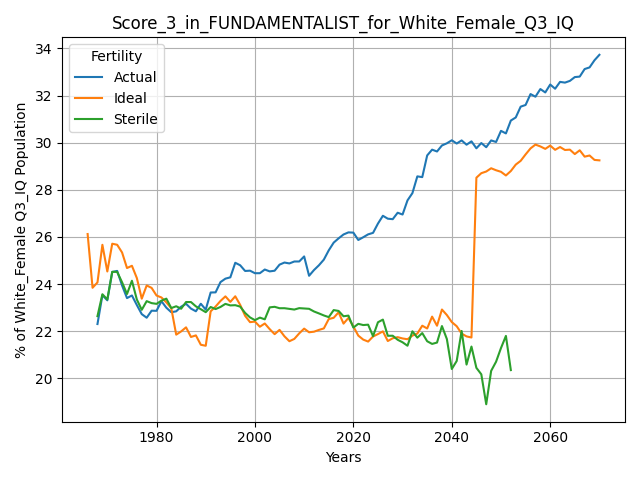 Score_3_in_FUNDAMENTALIST_for_White_Female_Q3_IQ
Fertility
Actual
Ideal
Sterile
% of White_Female Q3_IQ Population
34
32
30
28
26
24
22
20
1980
2000
2020
2040
2060
Years